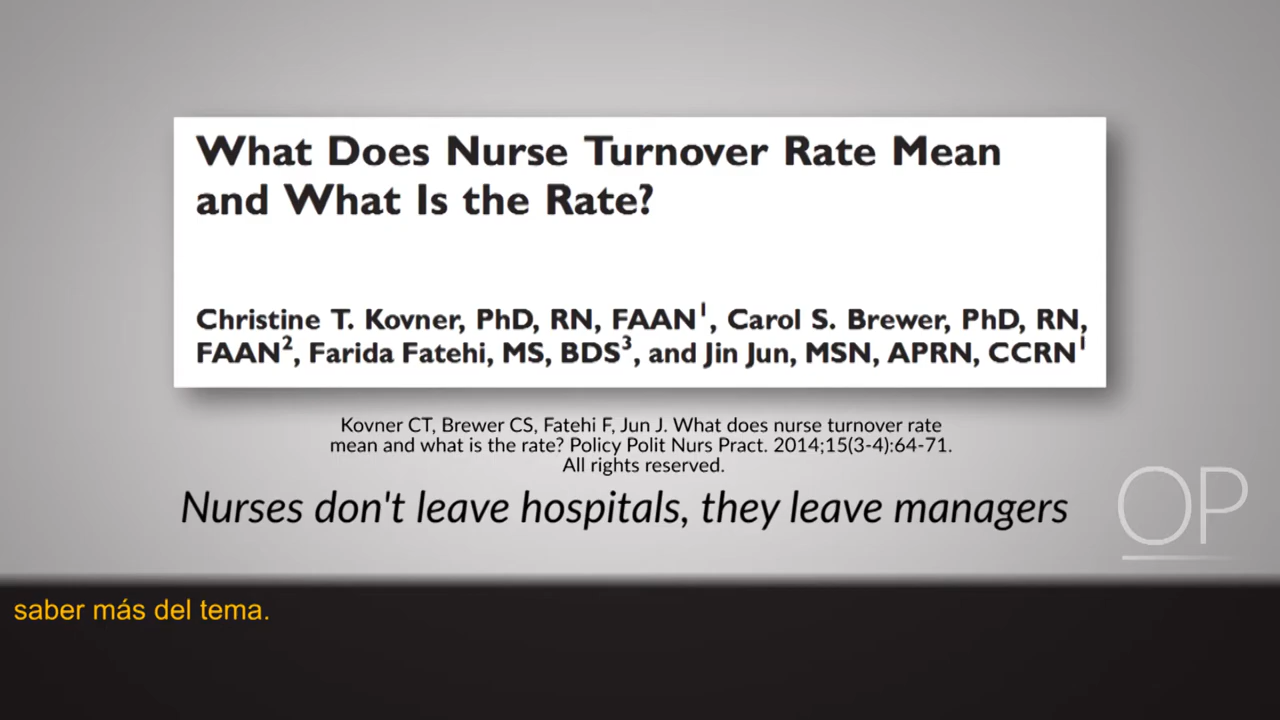 What Does Nurse Turnover Rate Mean
and What Is the Rate?
Christine T. Kovner, PhD, RN, FAAN¹, Carol S. Brewer, PhD, RN,
FAAN², Farida Fatehi, MS, BDS³, and Jin Jun, MSN, APRN, CCRN¹
Kovner CT, Brewer CS, Fatehi F, Jun J. What does nurse turnover rate
mean and what is the rate? Policy Polit Nurs Pract. 2014;15(3-4):64-71.
All rights reserved.
Nurses don't leave hospitals, they leave managers
OP
saber más del tema.